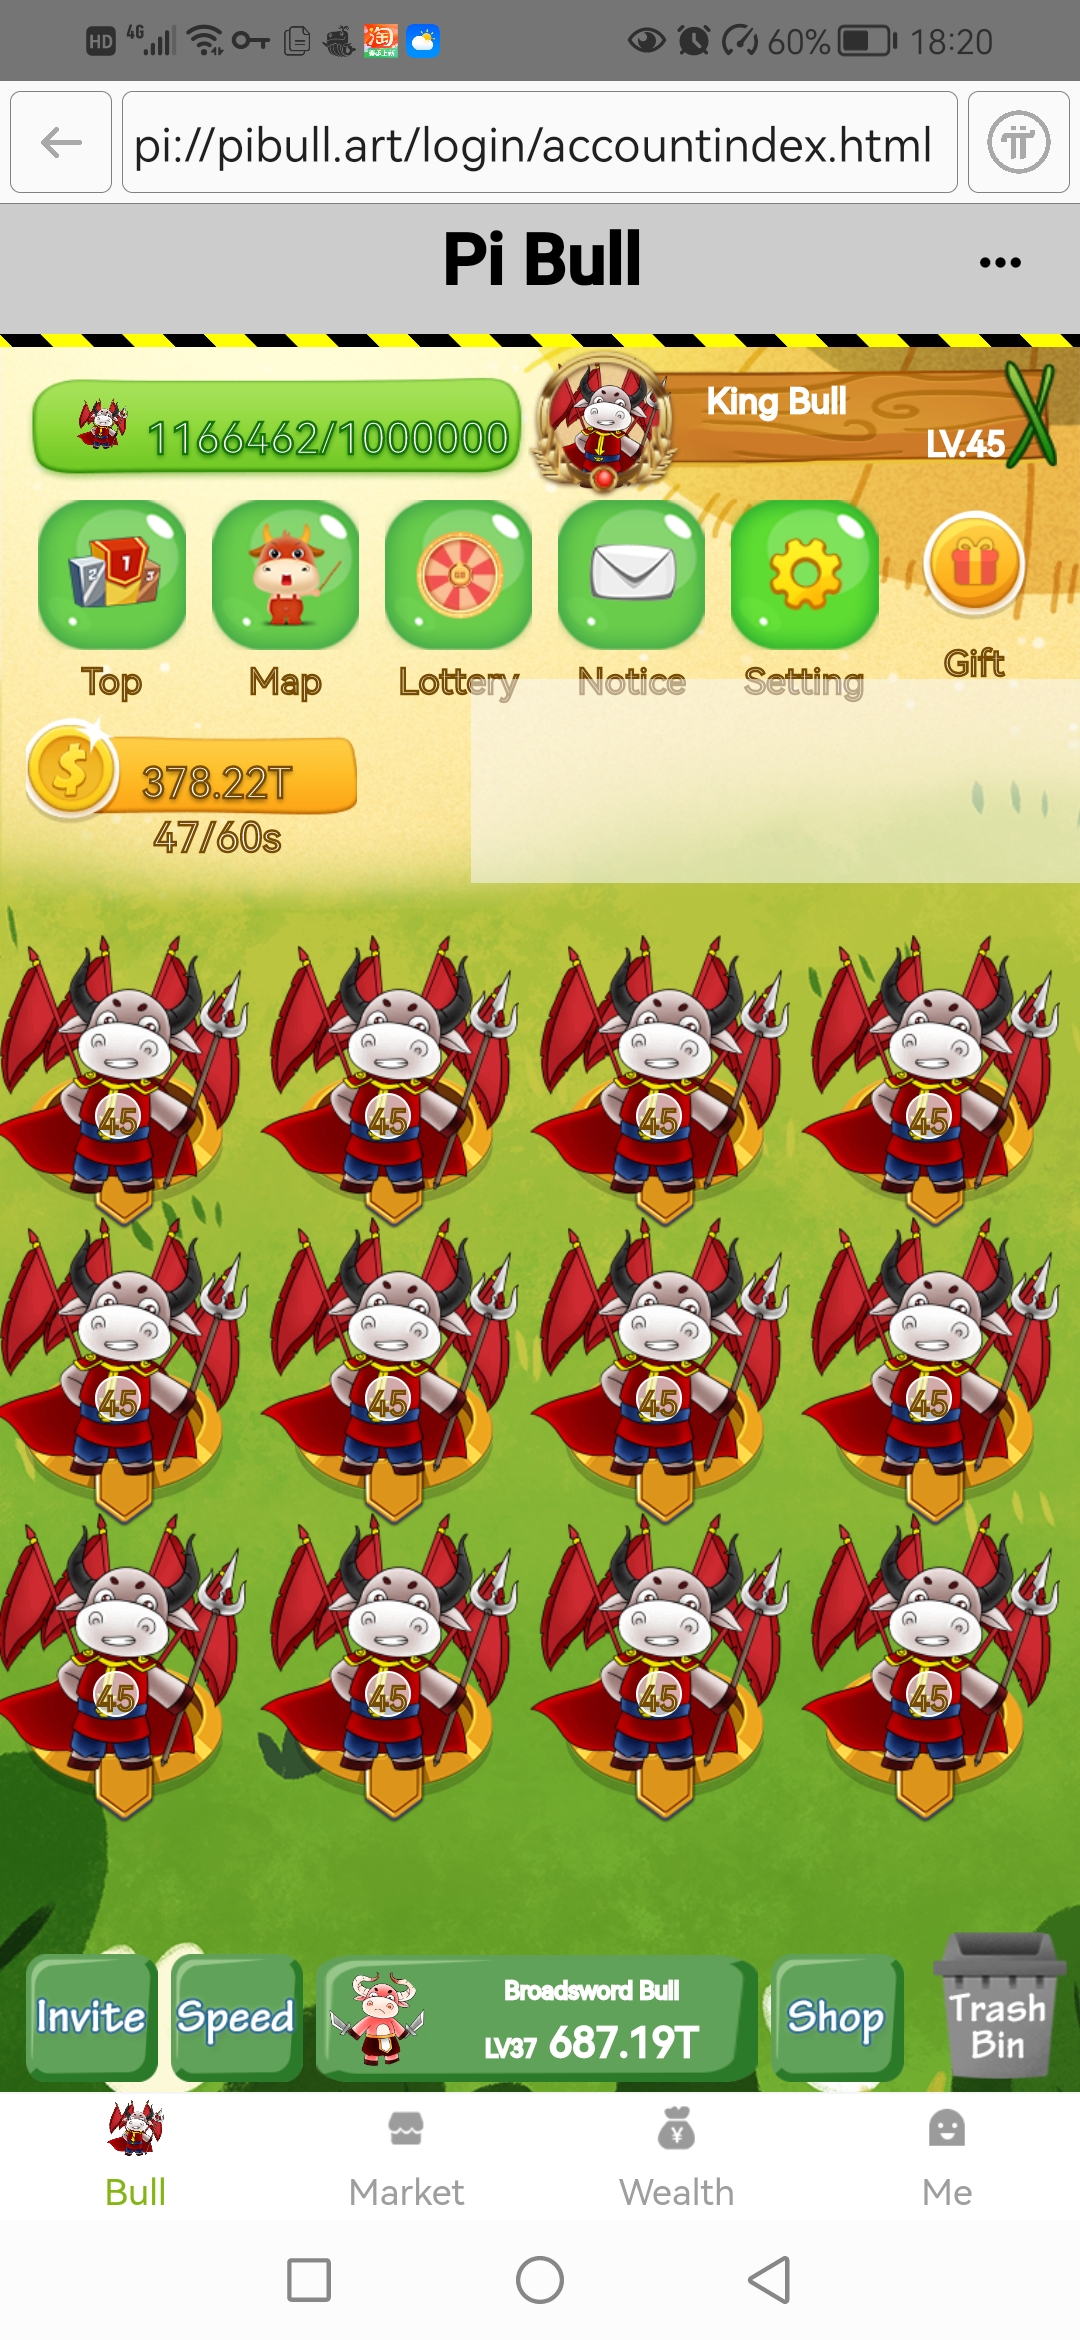 HD 4G 淘 60% 18:20
pi://pibull.art/login/accountindex.html
Pi Bull
•••
King Bull
1166462/1000000
LV.45
Top Map Lottery Notice Setting Gift
378.22T
47/60s
45 45 45 45
45 45 45 45
45 45 45 45
Invite Speed
Broadsword Bull
LV37 687.19T
Shop
Trash
Bin
Bull Market Wealth Me